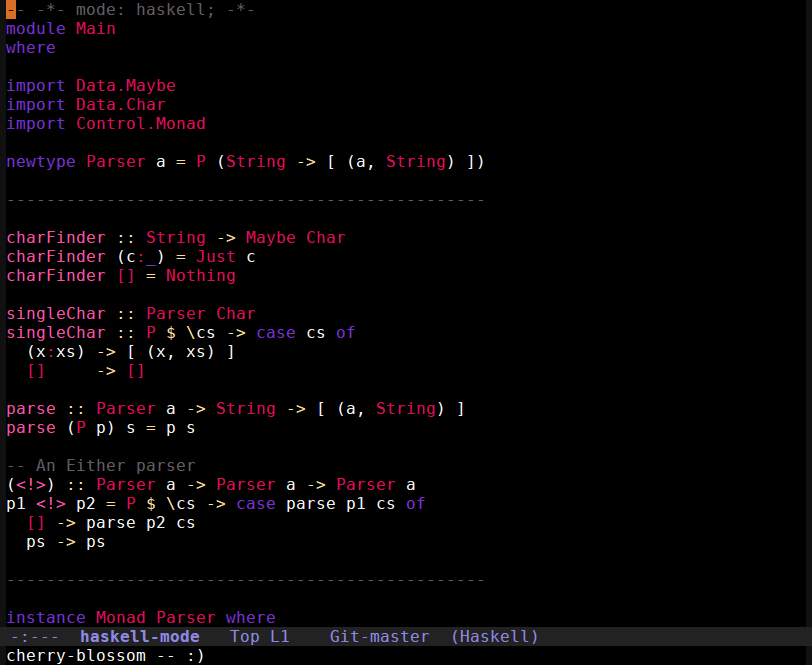 -- -*- mode: haskell; -*-
module Main
where

import Data.Maybe
import Data.Char
import Control.Monad

newtype Parser a = P (String -> [ (a, String) ])

------------------------------------------------

charFinder :: String -> Maybe Char
charFinder (c:_) = Just c
charFinder [] = Nothing

singleChar :: Parser Char
singleChar :: P $ \cs -> case cs of
  (x:xs) -> [ (x, xs) ]
  []     -> []

parse :: Parser a -> String -> [ (a, String) ]
parse (P p) s = p s

-- An Either parser
(<!>) :: Parser a -> Parser a -> Parser a
p1 <!> p2 = P $ \cs -> case parse p1 cs of
  [] -> parse p2 cs
  ps -> ps

------------------------------------------------

instance Monad Parser where
-:---  haskell-mode   Top L1    Git-master  (Haskell)
cherry-blossom -- :)